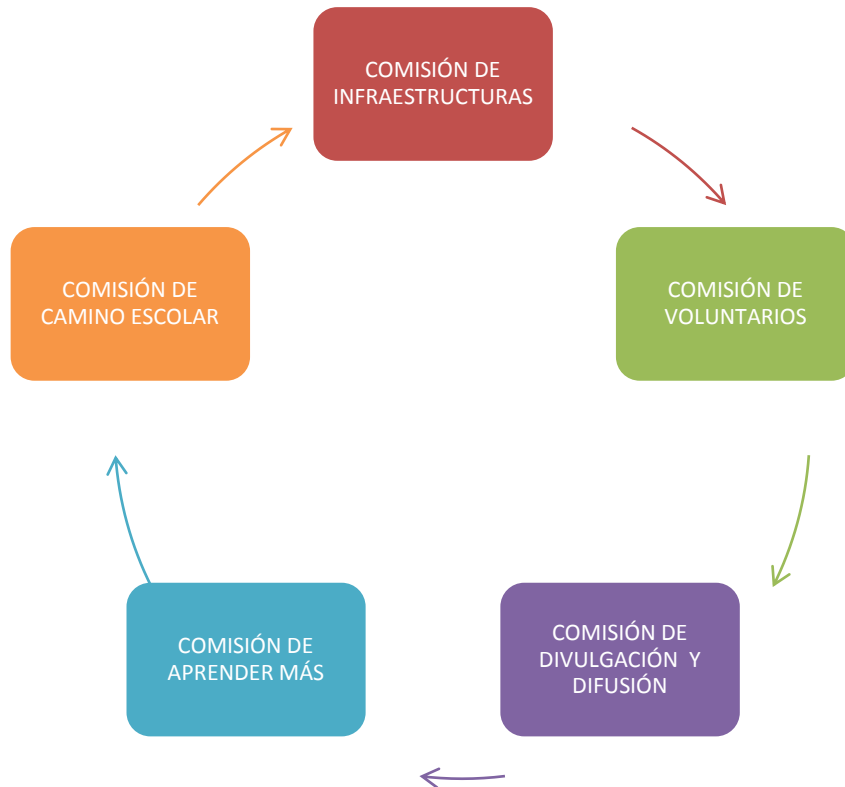 COMISIÓN DE
INFRAESTRUCTURAS
COMISIÓN DE
VOLUNTARIOS
COMISIÓN DE
DIVULGACIÓN Y
DIFUSIÓN
COMISIÓN DE
APRENDER MÁS
COMISIÓN DE
CAMINO ESCOLAR